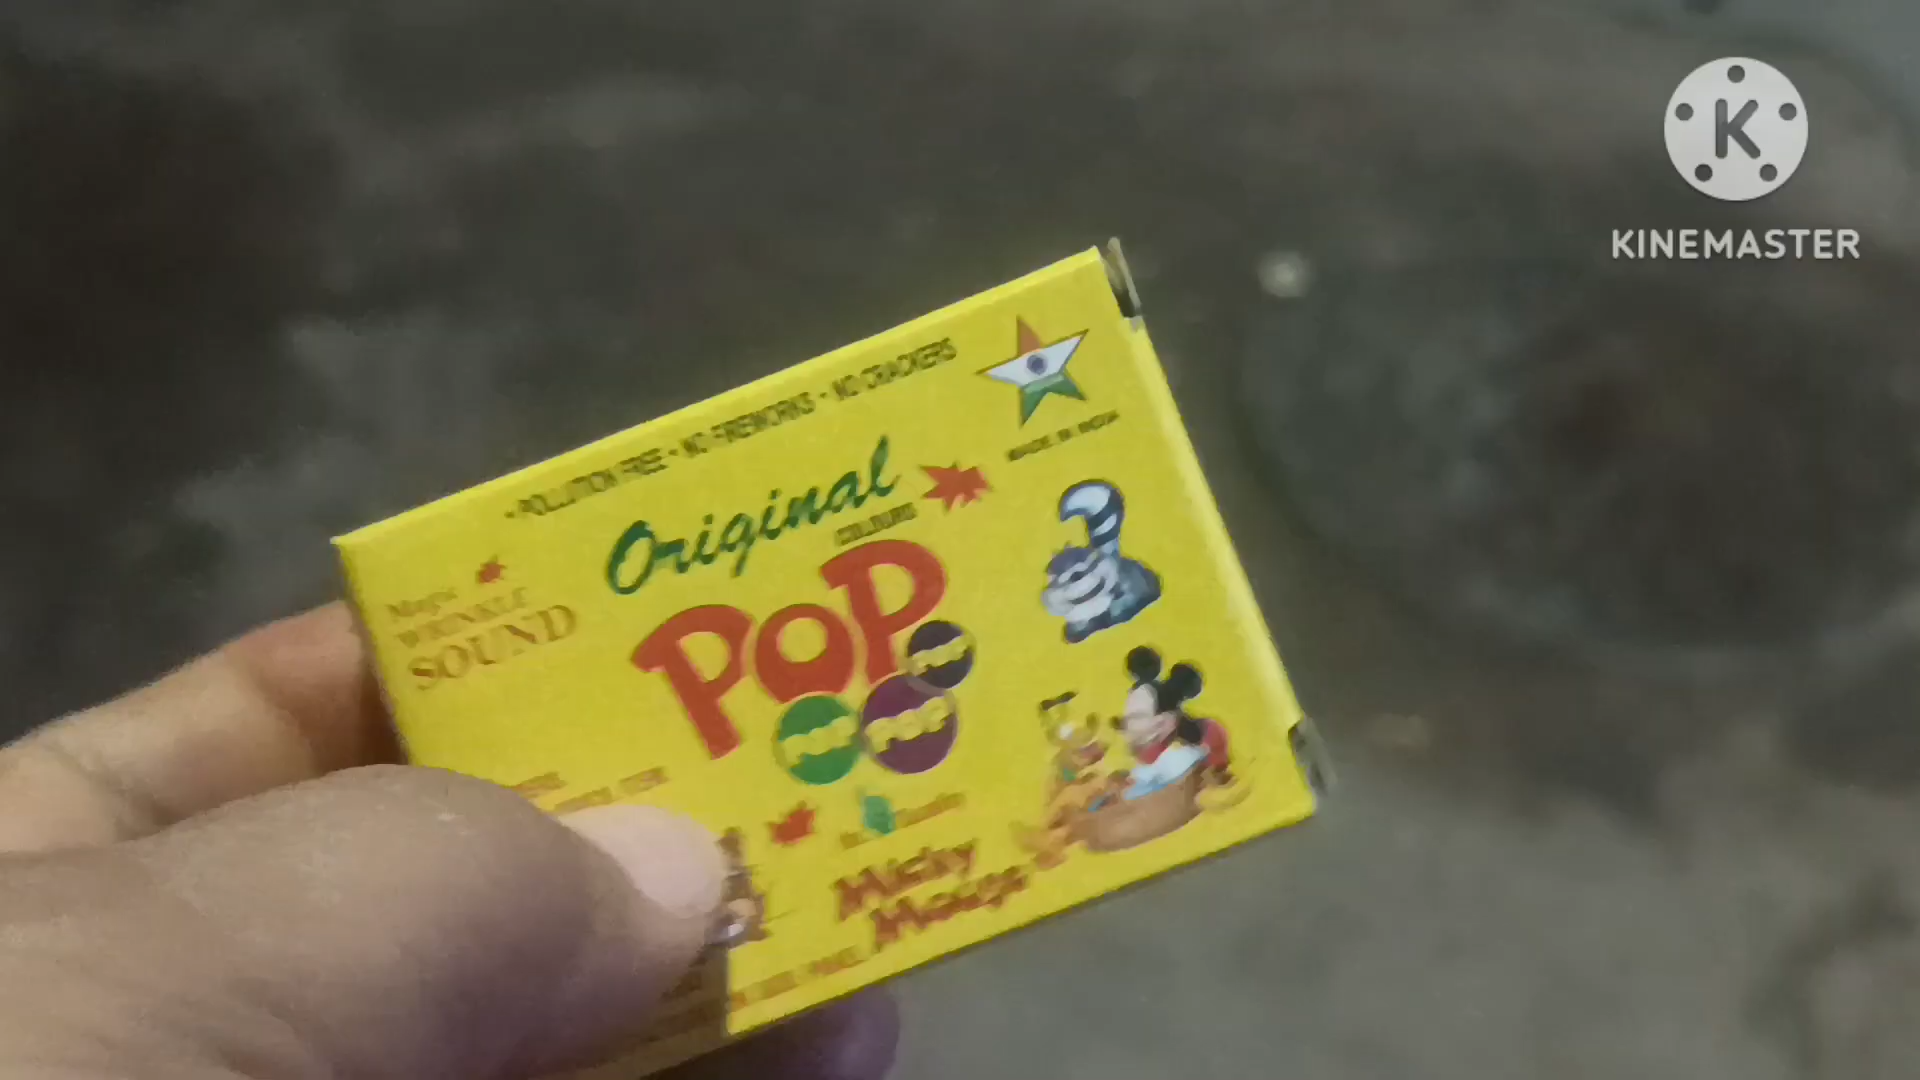 K
KINEMASTER
• POLLUTION FREE • NO FIREWORKS • NO CRACKERS
MADE IN INDIA
Original
COLOURS
Magic
WRINKLE
SOUND
POP
POP
POP
POP
Micky
Mouse